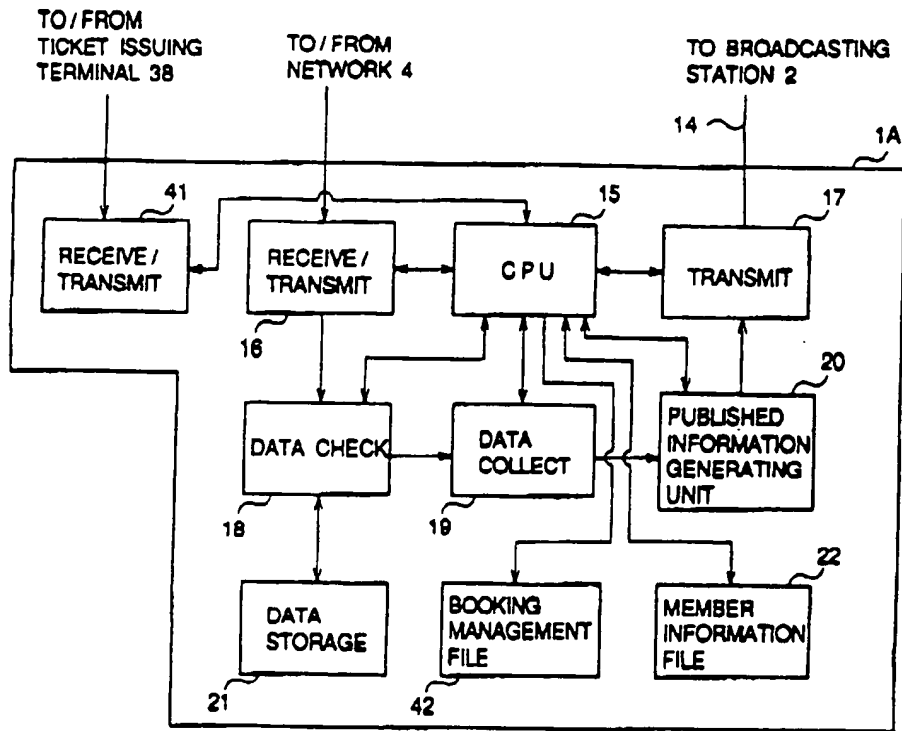 TO/FROM
TICKET ISSUING
TERMINAL 38
TO/FROM
NETWORK 4
TO BROADCASTING
STATION 2
14
1A
41
15
17
RECEIVE/
TRANSMIT
RECEIVE/
TRANSMIT
CPU
TRANSMIT
16
20
DATA CHECK
DATA
COLLECT
PUBLISHED
INFORMATION
GENERATING
UNIT
18
19
22
DATA
STORAGE
BOOKING
MANAGEMENT
FILE
MEMBER
INFORMATION
FILE
21
42